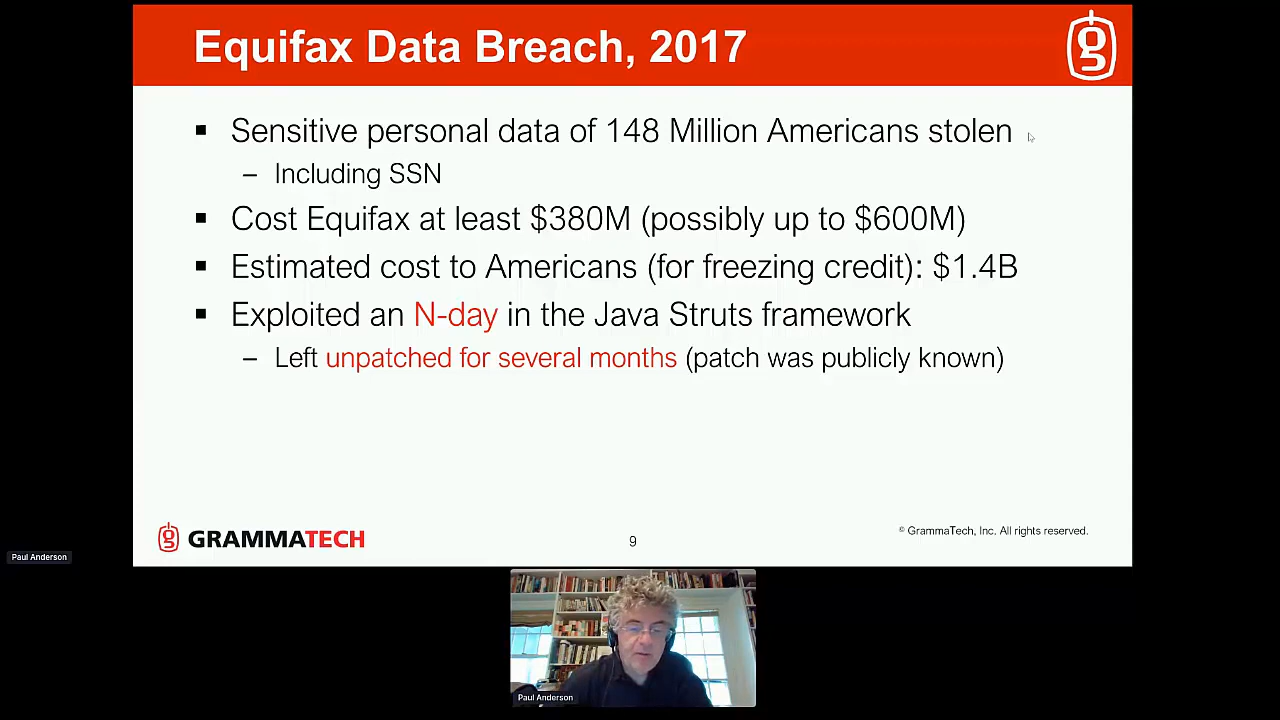 Equifax Data Breach, 2017
▪ Sensitive personal data of 148 Million Americans stolen
– Including SSN
▪ Cost Equifax at least $380M (possibly up to $600M)
▪ Estimated cost to Americans (for freezing credit): $1.4B
▪ Exploited an N-day in the Java Struts framework
– Left unpatched for several months (patch was publicly known)
GRAMMATECH
9
© GrammaTech, Inc. All rights reserved.
Paul Anderson
Paul Anderson